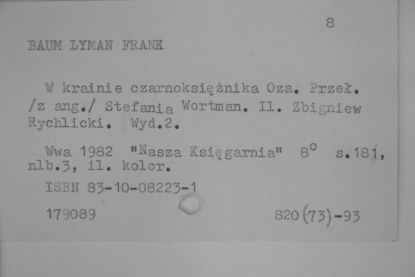 8
BAUM LYMAN FRANK
W krainie czarnoksiężnika Oza. Przeł.
/z ang./ Stefania Wortman. Il. Zbigniew
Rychlicki. Wyd.2.
Wwa 1982 "Nasza Księgarnia" 8° s.181,
nlb.3, il. kolor.
ISBN 83-10-08223-1
179089 820(73)-93